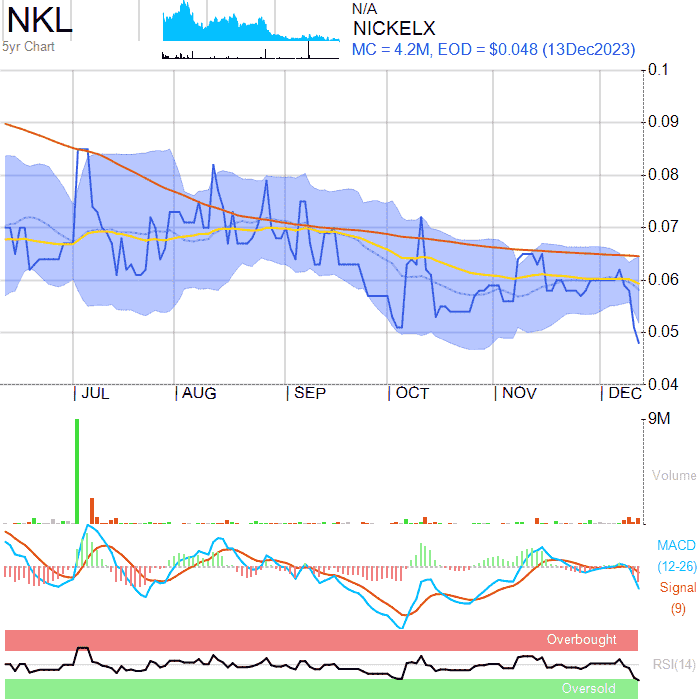 NKL
5yr Chart
N/A
NICKELX
MC = 4.2M, EOD = $0.048 (13Dec2023)
0.1
0.09
0.08
0.07
0.06
0.05
0.04
| JUL | AUG | SEP | OCT | NOV | DEC
9M
Volume
MACD
(12-26)
Signal
(9)
Overbought
RSI(14)
Oversold